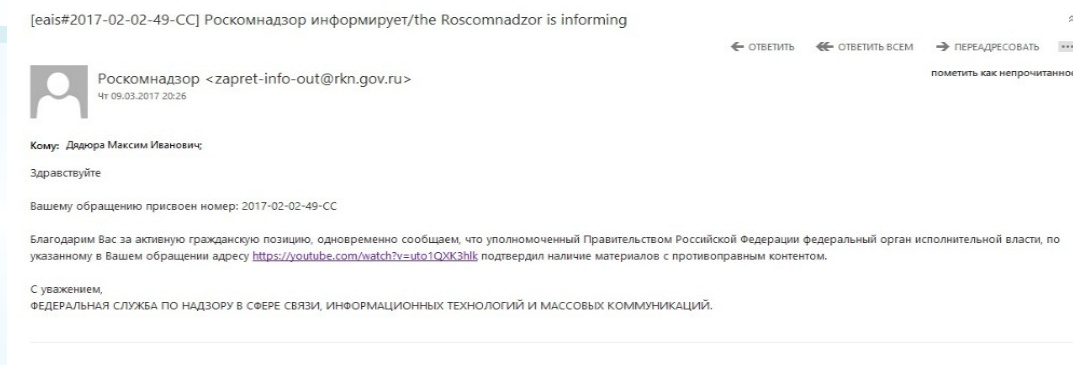 [eais#2017-02-02-49-CC] Роскомнадзор информирует/the Roscomnadzor is informing
ОТВЕТИТЬ ОТВЕТИТЬ ВСЕМ ПЕРЕАДРЕСОВАТЬ ...
Роскомнадзор <zapret-info-out@rkn.gov.ru>
пометить как непрочитанное
Чт 09.03.2017 20:26
Кому: Дядюра Максим Иванович;
Здравствуйте
Вашему обращению присвоен номер: 2017-02-02-49-CC
Благодарим Вас за активную гражданскую позицию, одновременно сообщаем, что уполномоченный Правительством Российской Федерации федеральный орган исполнительной власти, по
указанному в Вашем обращении адресу https://youtube.com/watch?v=uto1QXK3hlk подтвердил наличие материалов с противоправным контентом.
С уважением,
ФЕДЕРАЛЬНАЯ СЛУЖБА ПО НАДЗОРУ В СФЕРЕ СВЯЗИ, ИНФОРМАЦИОННЫХ ТЕХНОЛОГИЙ И МАССОВЫХ КОММУНИКАЦИЙ.